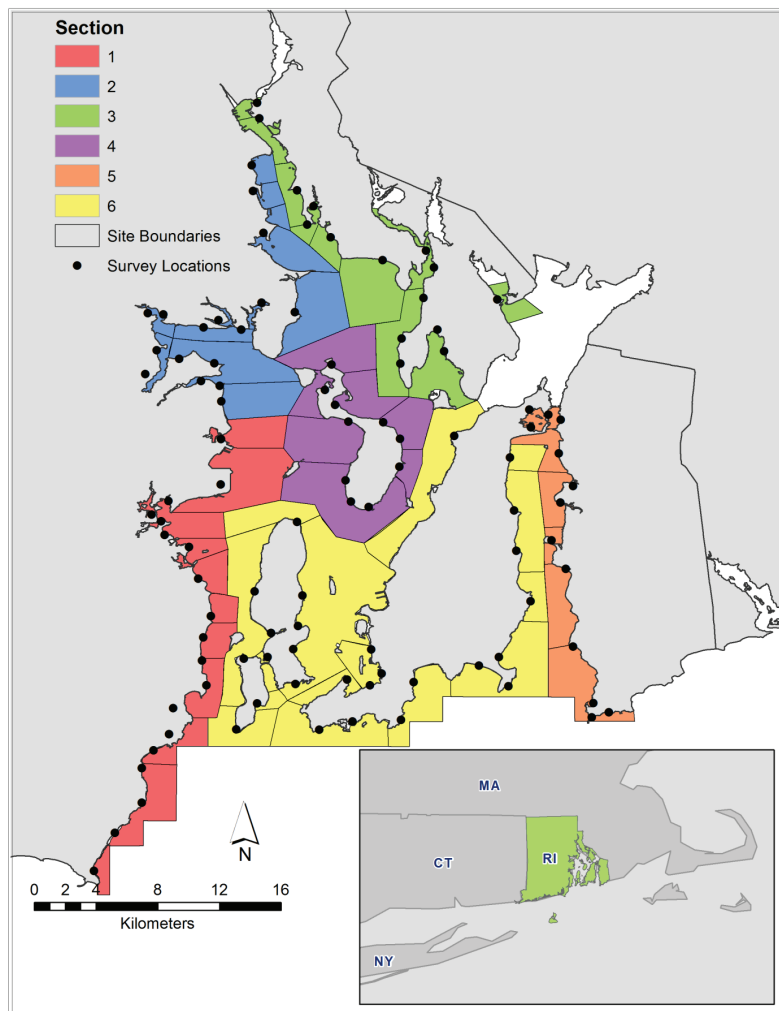 Section
1
2
3
4
5
6
Site Boundaries
Survey Locations
N
0 2 4 8 12 16
Kilometers
MA
CT
RI
NY